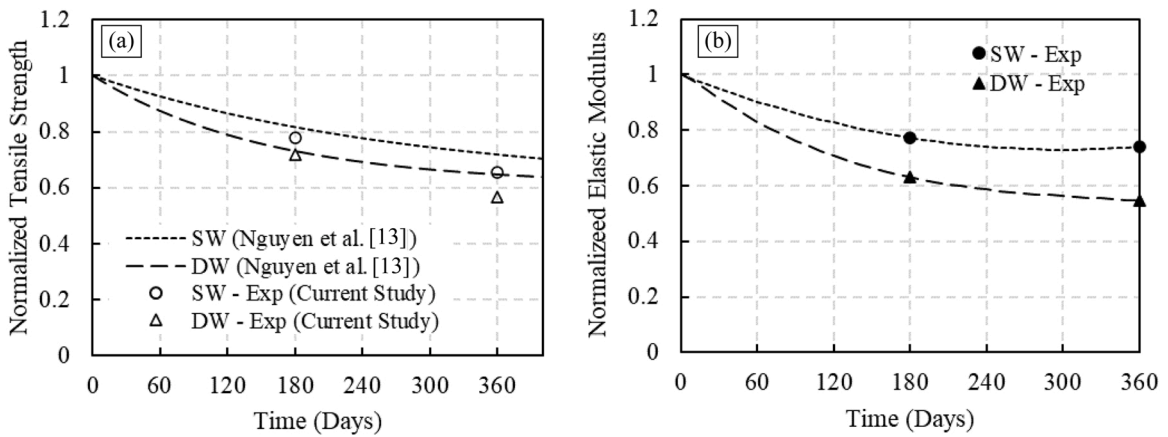 (a)
Normalized Tensile Strength
1.2
1
0.8
0.6
0.4
0.2
0
SW (Nguyen et al. [13])
DW (Nguyen et al. [13])
SW - Exp (Current Study)
DW - Exp (Current Study)
0 60 120 180 240 300 360
Time (Days)
(b)
Normalizeed Elastic Modulus
1.2
1
0.8
0.6
0.4
0.2
0
SW - Exp
DW - Exp
0 60 120 180 240 300 360
Time (Days)